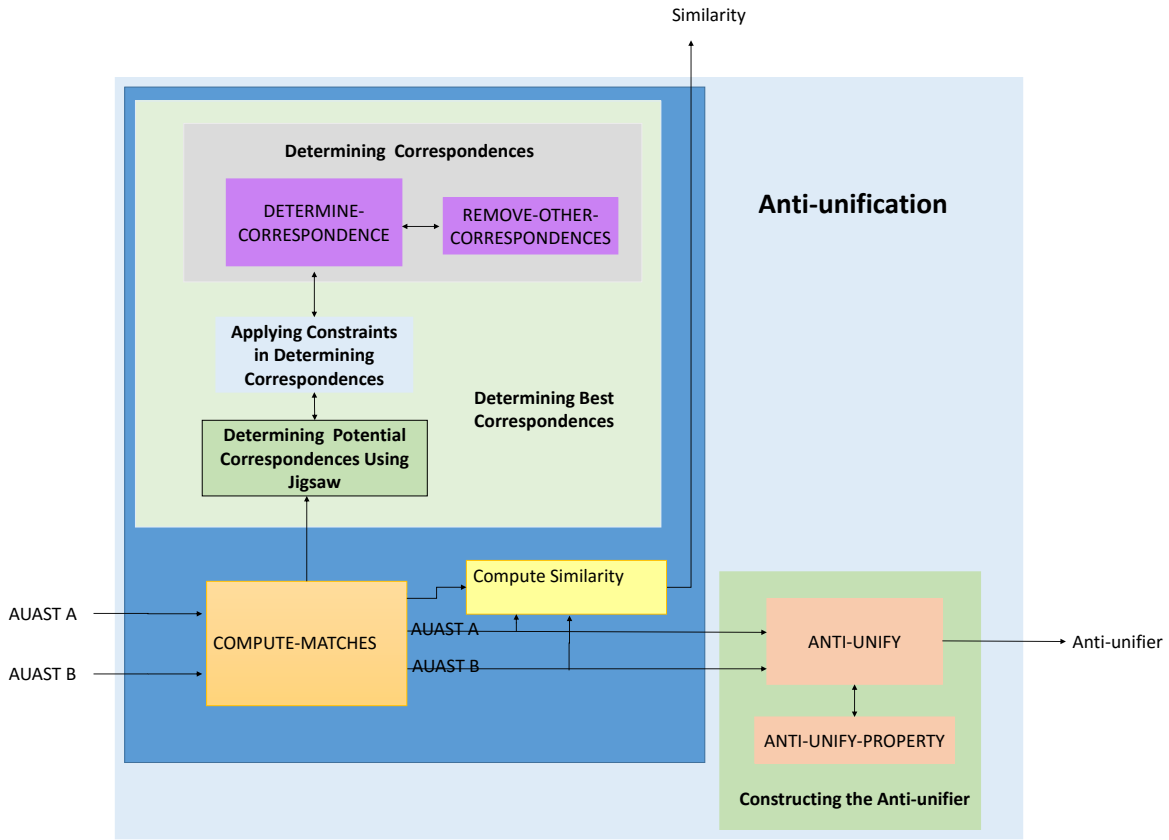 Similarity
Determining Correspondences
DETERMINE-
CORRESPONDENCE
REMOVE-OTHER-
CORRESPONDENCES
Anti-unification
Applying Constraints
in Determining
Correspondences
Determining Best
Correspondences
Determining Potential
Correspondences Using
Jigsaw
Compute Similarity
AUAST A
COMPUTE-MATCHES
AUAST A
ANTI-UNIFY
Anti-unifier
AUAST B
AUAST B
ANTI-UNIFY-PROPERTY
Constructing the Anti-unifier